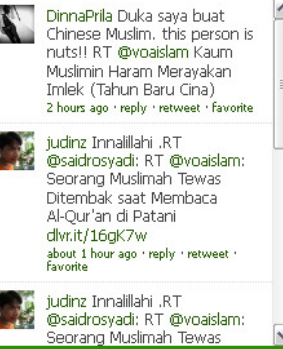 DinnaPrila Duka saya buat
Chinese Muslim. this person is
nuts!! RT @voaislam Kaum
Muslimin Haram Merayakan
Imlek (Tahun Baru Cina)
2 hours ago · reply · retweet · favorite
judinz Innalillahi .RT
@saidrosyadi: RT @voaislam:
Seorang Muslimah Tewas
Ditembak saat Membaca
Al-Qur'an di Patani
dlvr.it/16gK7w
about 1 hour ago · reply · retweet ·
favorite
judinz Innalillahi .RT
@saidrosyadi: RT @voaislam:
Seorang Muslimah Tewas